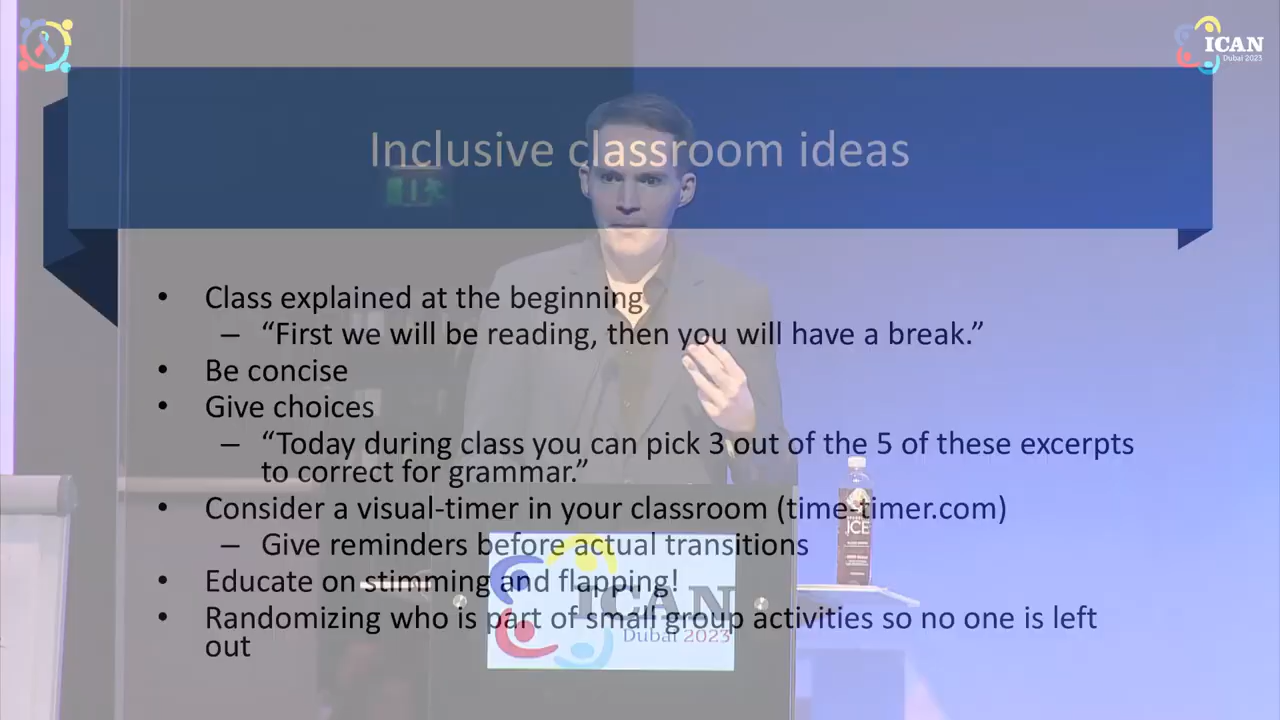 ICAN
Dubai 2023
Inclusive classroom ideas
• Class explained at the beginning
– “First we will be reading, then you will have a break.”
• Be concise
• Give choices
– “Today during class you can pick 3 out of the 5 of these excerpts
to correct for grammar.”
• Consider a visual-timer in your classroom (time-timer.com)
– Give reminders before actual transitions
• Educate on stimming and flapping!
• Randomizing who is part of small group activities so no one is left
out
ICE
ICAN
Dubai 2023